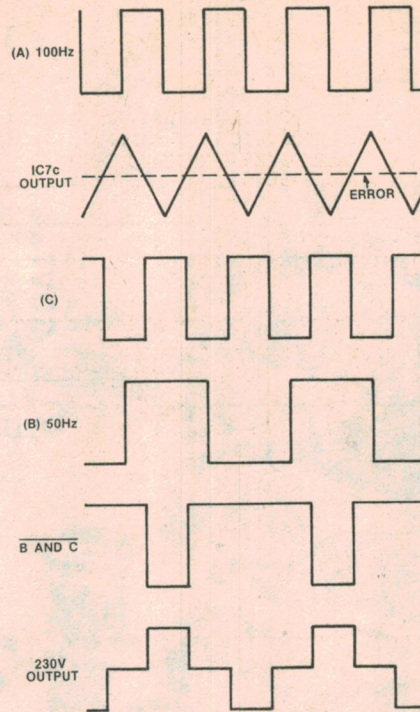 (A) 100Hz
IC7c
OUTPUT
ERROR
(C)
(B) 50Hz
B AND C
230V
OUTPUT